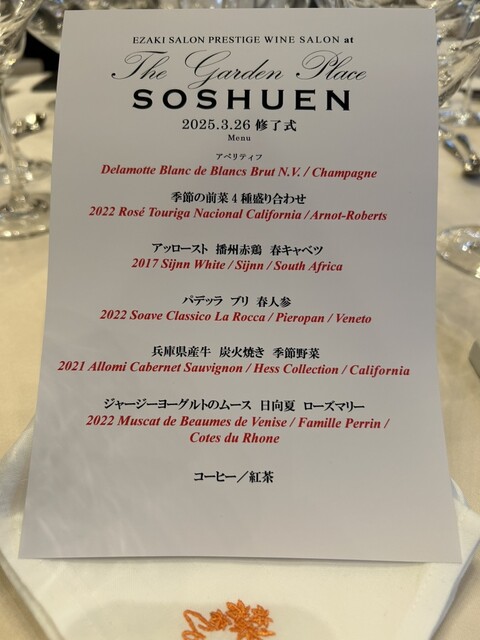 EZAKI SALON PRESTIGE WINE SALON at
The Garden Place
SOSHUEN
2025.3.26 修了式
Menu
アペリティフ
Delamotte Blanc de Blancs Brut N.V. / Champagne
季節の前菜4種盛り合わせ
2022 Rosé Touriga Nacional California / Arnot-Roberts
アッロースト 播州赤鶏 春キャベツ
2017 Sijnn White / Sijnn / South Africa
パデッラ ブリ 春人参
2022 Soave Classico La Rocca / Pieropan / Veneto
兵庫県産牛 炭火焼き 季節野菜
2021 Allomi Cabernet Sauvignon / Hess Collection / California
ジャージーヨーグルトのムース 日向夏 ローズマリー
2022 Muscat de Beaumes de Venise / Famille Perrin /
Cotes du Rhone
コーヒー／紅茶